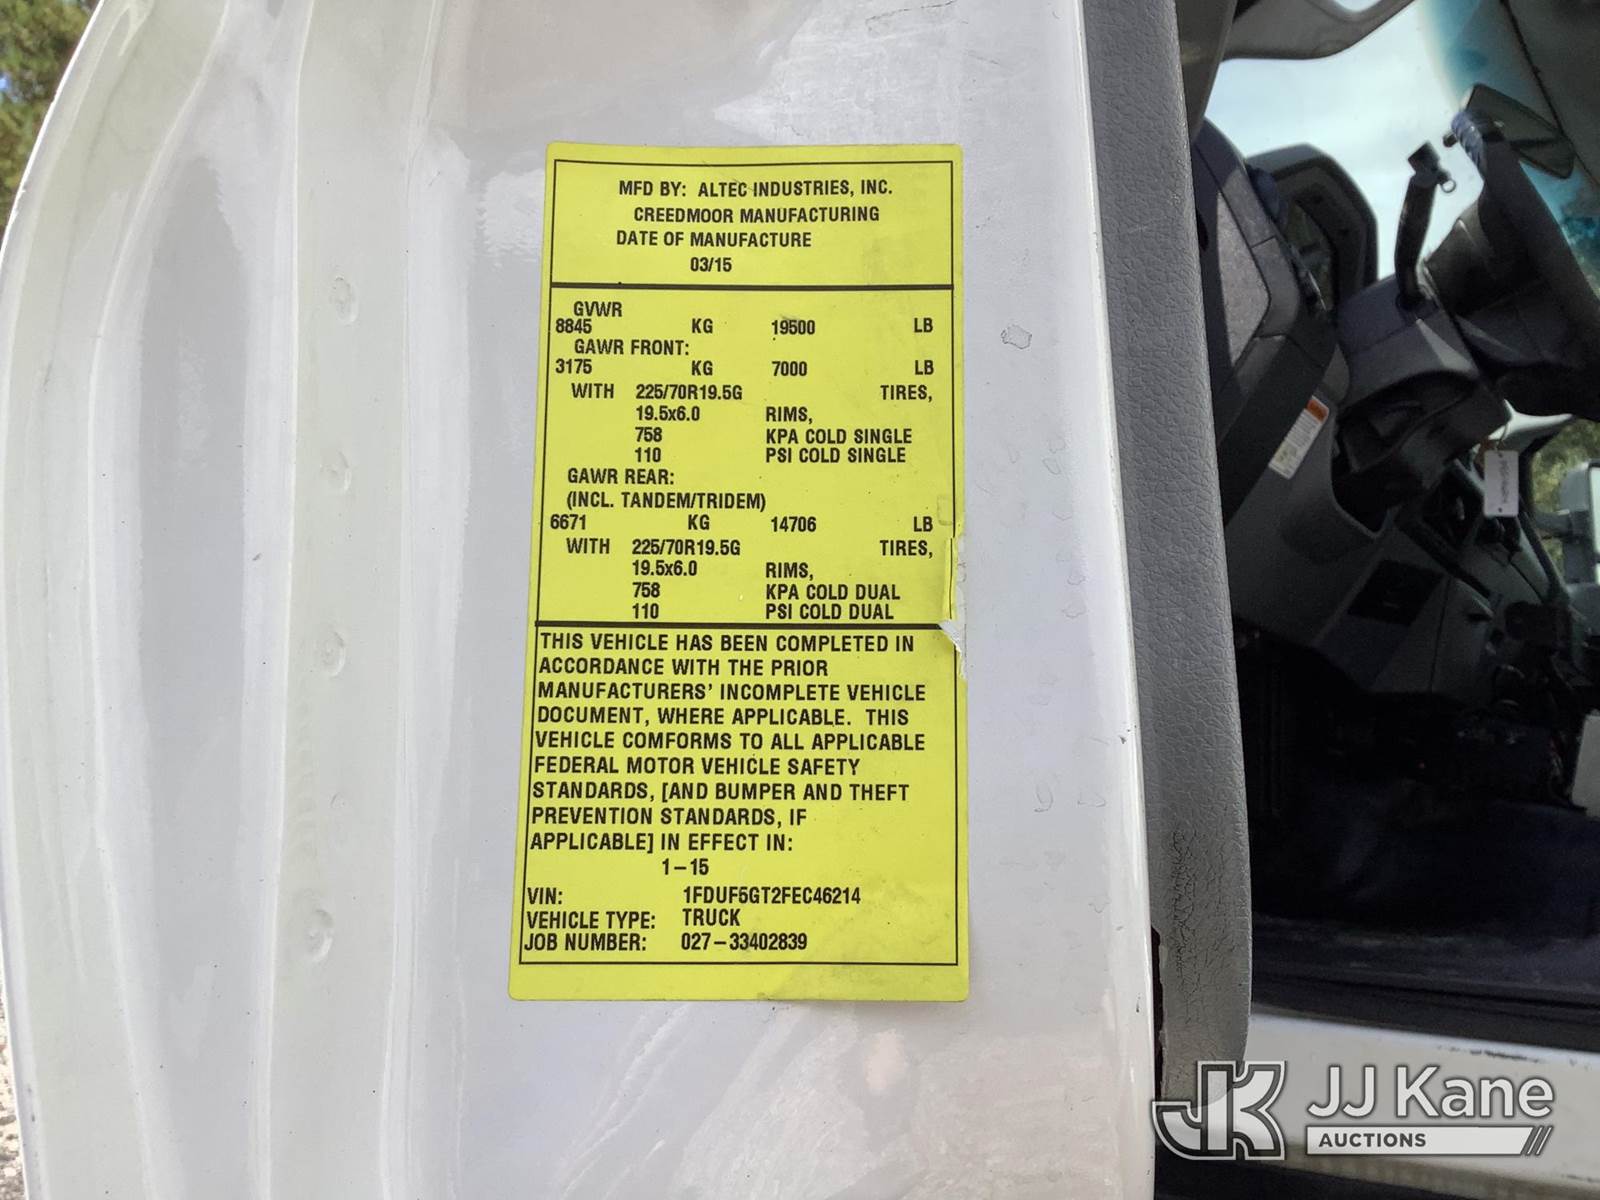 MFD BY: ALTEC INDUSTRIES, INC.
CREEDMOOR MANUFACTURING
DATE OF MANUFACTURE
03/15
GVWR
8845 KG 19500 LB
GAWR FRONT:
3175 KG 7000 LB
WITH 225/70R19.5G TIRES,
19.5x6.0 RIMS,
758 KPA COLD SINGLE
110 PSI COLD SINGLE
GAWR REAR:
(INCL. TANDEM/TRIDEM)
6671 KG 14706 LB
WITH 225/70R19.5G TIRES,
19.5x6.0 RIMS,
758 KPA COLD DUAL
110 PSI COLD DUAL
THIS VEHICLE HAS BEEN COMPLETED IN
ACCORDANCE WITH THE PRIOR
MANUFACTURERS' INCOMPLETE VEHICLE
DOCUMENT, WHERE APPLICABLE. THIS
VEHICLE COMFORMS TO ALL APPLICABLE
FEDERAL MOTOR VEHICLE SAFETY
STANDARDS, [AND BUMPER AND THEFT
PREVENTION STANDARDS, IF
APPLICABLE] IN EFFECT IN:
1-15
VIN: 1FDUF5GT2FEC46214
VEHICLE TYPE: TRUCK
JOB NUMBER: 027-33402839
JK JJ Kane
AUCTIONS